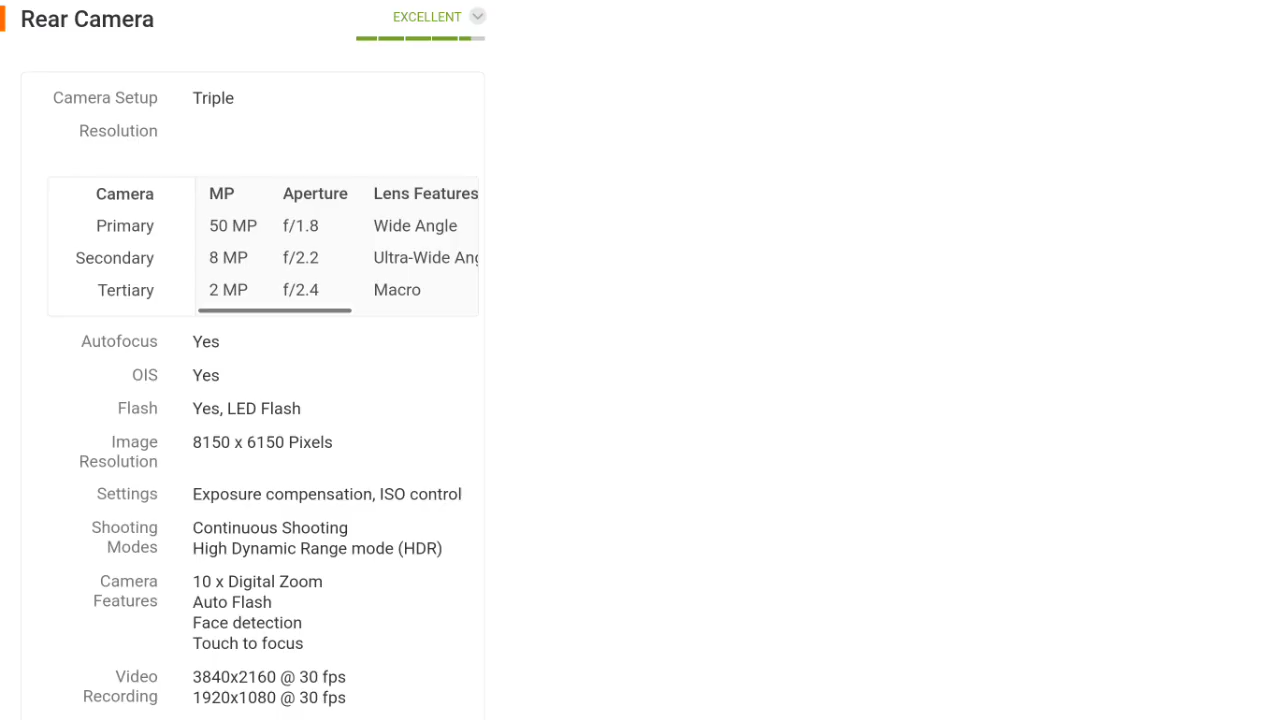 Rear Camera
EXCELLENT
Camera Setup Triple
Resolution
Camera MP Aperture Lens Features
Primary 50 MP f/1.8 Wide Angle
Secondary 8 MP f/2.2 Ultra-Wide Ang
Tertiary 2 MP f/2.4 Macro
Autofocus Yes
OIS Yes
Flash Yes, LED Flash
Image Resolution 8150 x 6150 Pixels
Settings Exposure compensation, ISO control
Shooting Modes Continuous Shooting
High Dynamic Range mode (HDR)
Camera Features 10 x Digital Zoom
Auto Flash
Face detection
Touch to focus
Video Recording 3840x2160 @ 30 fps
1920x1080 @ 30 fps